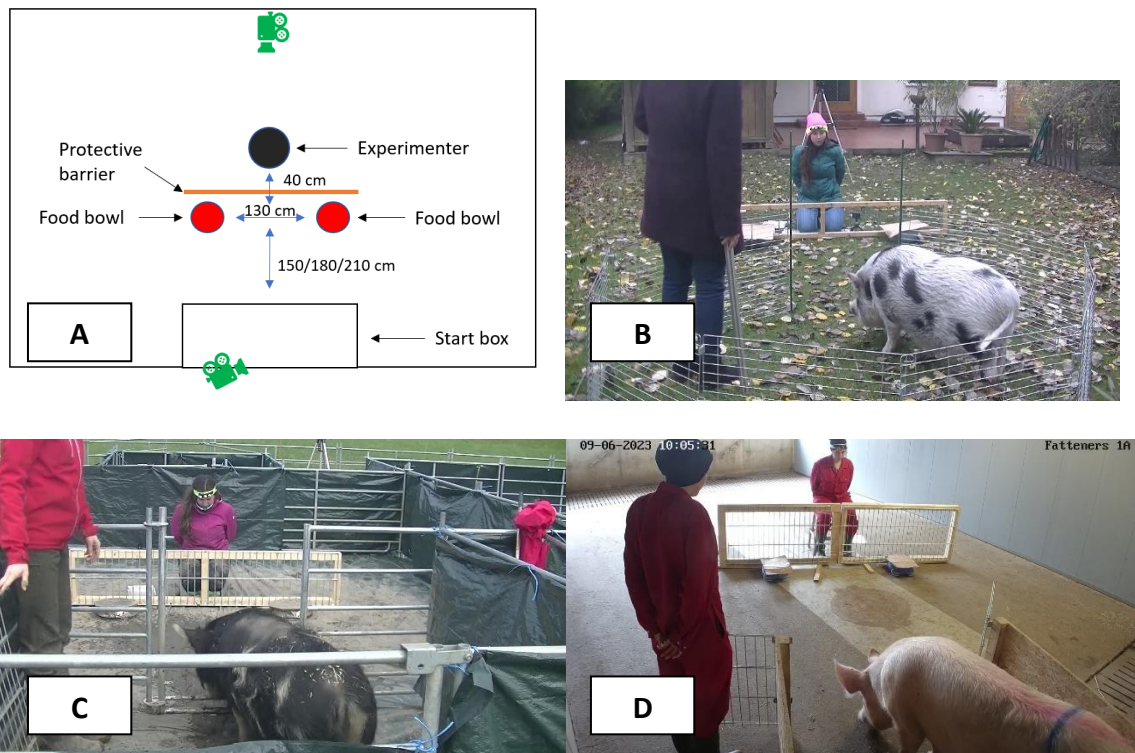 Protective
barrier
Experimenter
40 cm
Food bowl
130 cm
Food bowl
150/180/210 cm
A
Start box
B
C
09-06-2023 10:05:31
Fatteners 1A
D